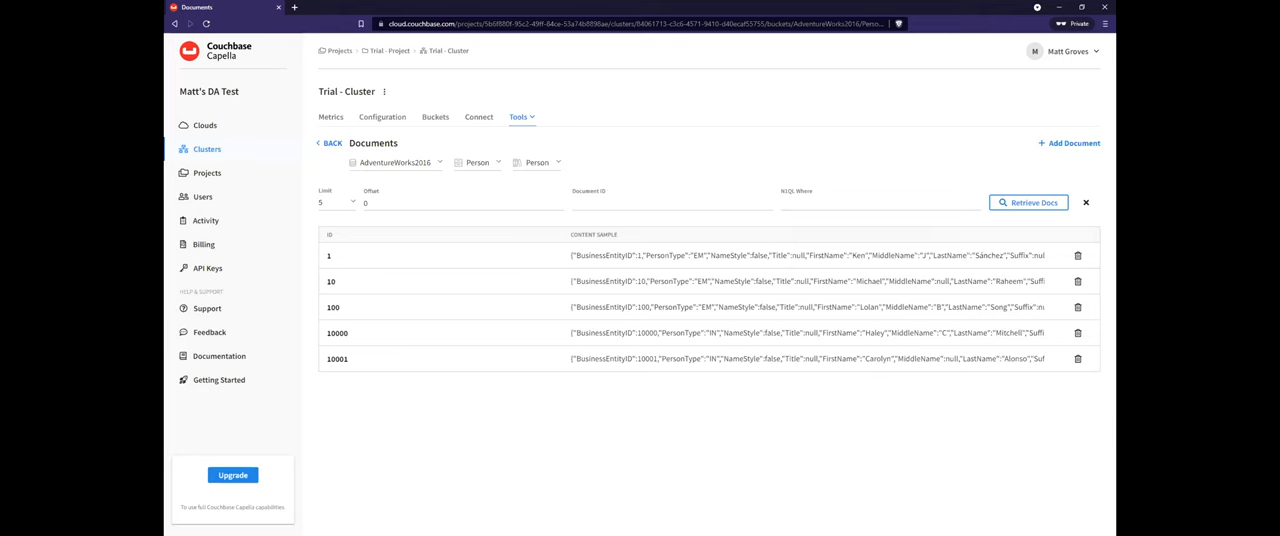 Documents
cloud.couchbase.com/projects/5b6f880f-95c2-49ff-84ce-53a74b8898ae/clusters/84061713-c3c6-4571-9410-d40ecaf55755/buckets/AdventureWorks2016/Perso...
Private
Couchbase
Capella
Projects > Trial - Project > Trial - Cluster
M Matt Groves
Matt's DA Test
Trial - Cluster
Clouds
Clusters
Projects
Users
Activity
Billing
API Keys
HELP & SUPPORT
Support
Feedback
Documentation
Getting Started
Upgrade
To use full Couchbase Capella capabilities.
Metrics Configuration Buckets Connect Tools
< BACK Documents + Add Document
AdventureWorks2016 Person Person
Limit Offset Document ID N1QL Where
5 0 Retrieve Docs
ID CONTENT SAMPLE
1 {"BusinessEntityID":1,"PersonType":"EM","NameStyle":false,"Title":null,"FirstName":"Ken","MiddleName":"J","LastName":"Sánchez","Suffix":nul
10 {"BusinessEntityID":10,"PersonType":"EM","NameStyle":false,"Title":null,"FirstName":"Michael","MiddleName":null,"LastName":"Raheem","Suffi
100 {"BusinessEntityID":100,"PersonType":"EM","NameStyle":false,"Title":null,"FirstName":"Lolan","MiddleName":"B","LastName":"Song","Suffix":n
10000 {"BusinessEntityID":10000,"PersonType":"IN","NameStyle":false,"Title":null,"FirstName":"Haley","MiddleName":"C","LastName":"Mitchell","Suffi
10001 {"BusinessEntityID":10001,"PersonType":"IN","NameStyle":false,"Title":null,"FirstName":"Carolyn","MiddleName":null,"LastName":"Alonso","Suf